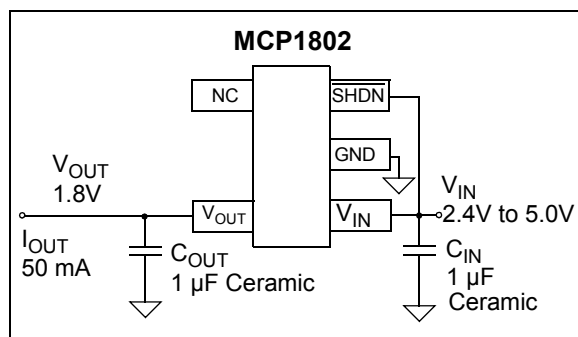 MCP1802
NC
SHDN
GND
VOUT
1.8V
VOUT
VIN
VIN
2.4V to 5.0V
IOUT
50 mA
COUT
1 µF Ceramic
CIN
1 µF
Ceramic